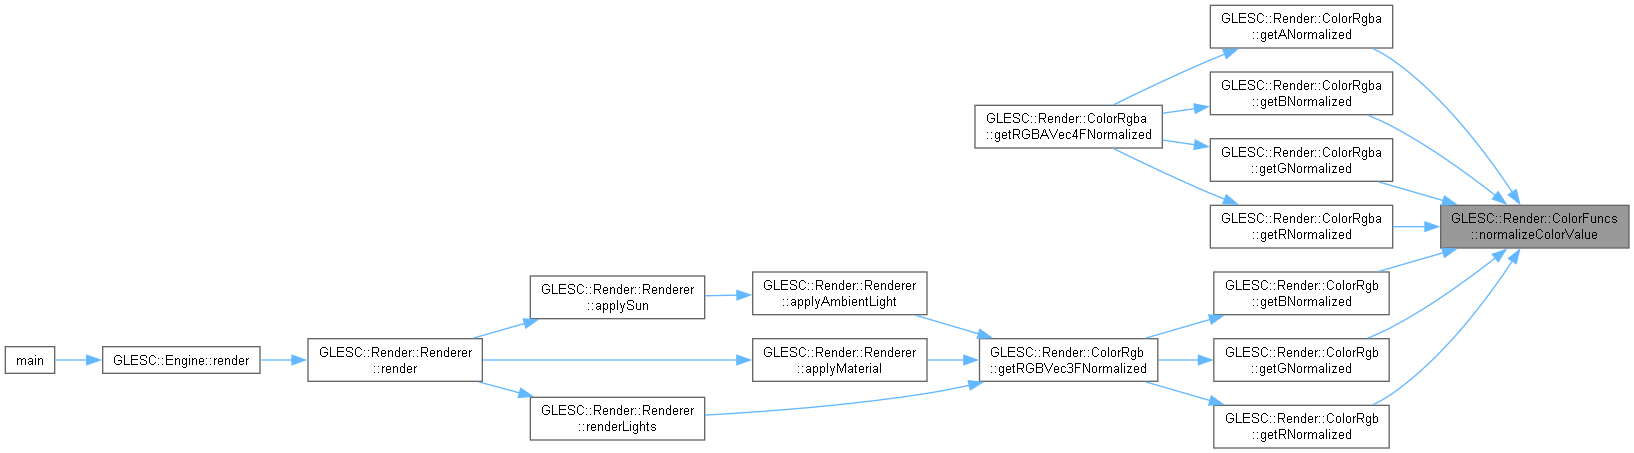 main
GLESC::Engine::render
GLESC::Render::Renderer
::render
GLESC::Render::Renderer
::applySun
GLESC::Render::Renderer
::renderLights
GLESC::Render::Renderer
::applyAmbientLight
GLESC::Render::Renderer
::applyMaterial
GLESC::Render::ColorRgba
::getRGBAVec4FNormalized
GLESC::Render::ColorRgb
::getRGBVec3FNormalized
GLESC::Render::ColorRgba
::getANormalized
GLESC::Render::ColorRgba
::getBNormalized
GLESC::Render::ColorRgba
::getGNormalized
GLESC::Render::ColorRgba
::getRNormalized
GLESC::Render::ColorRgb
::getBNormalized
GLESC::Render::ColorRgb
::getGNormalized
GLESC::Render::ColorRgb
::getRNormalized
GLESC::Render::ColorFuncs
::normalizeColorValue